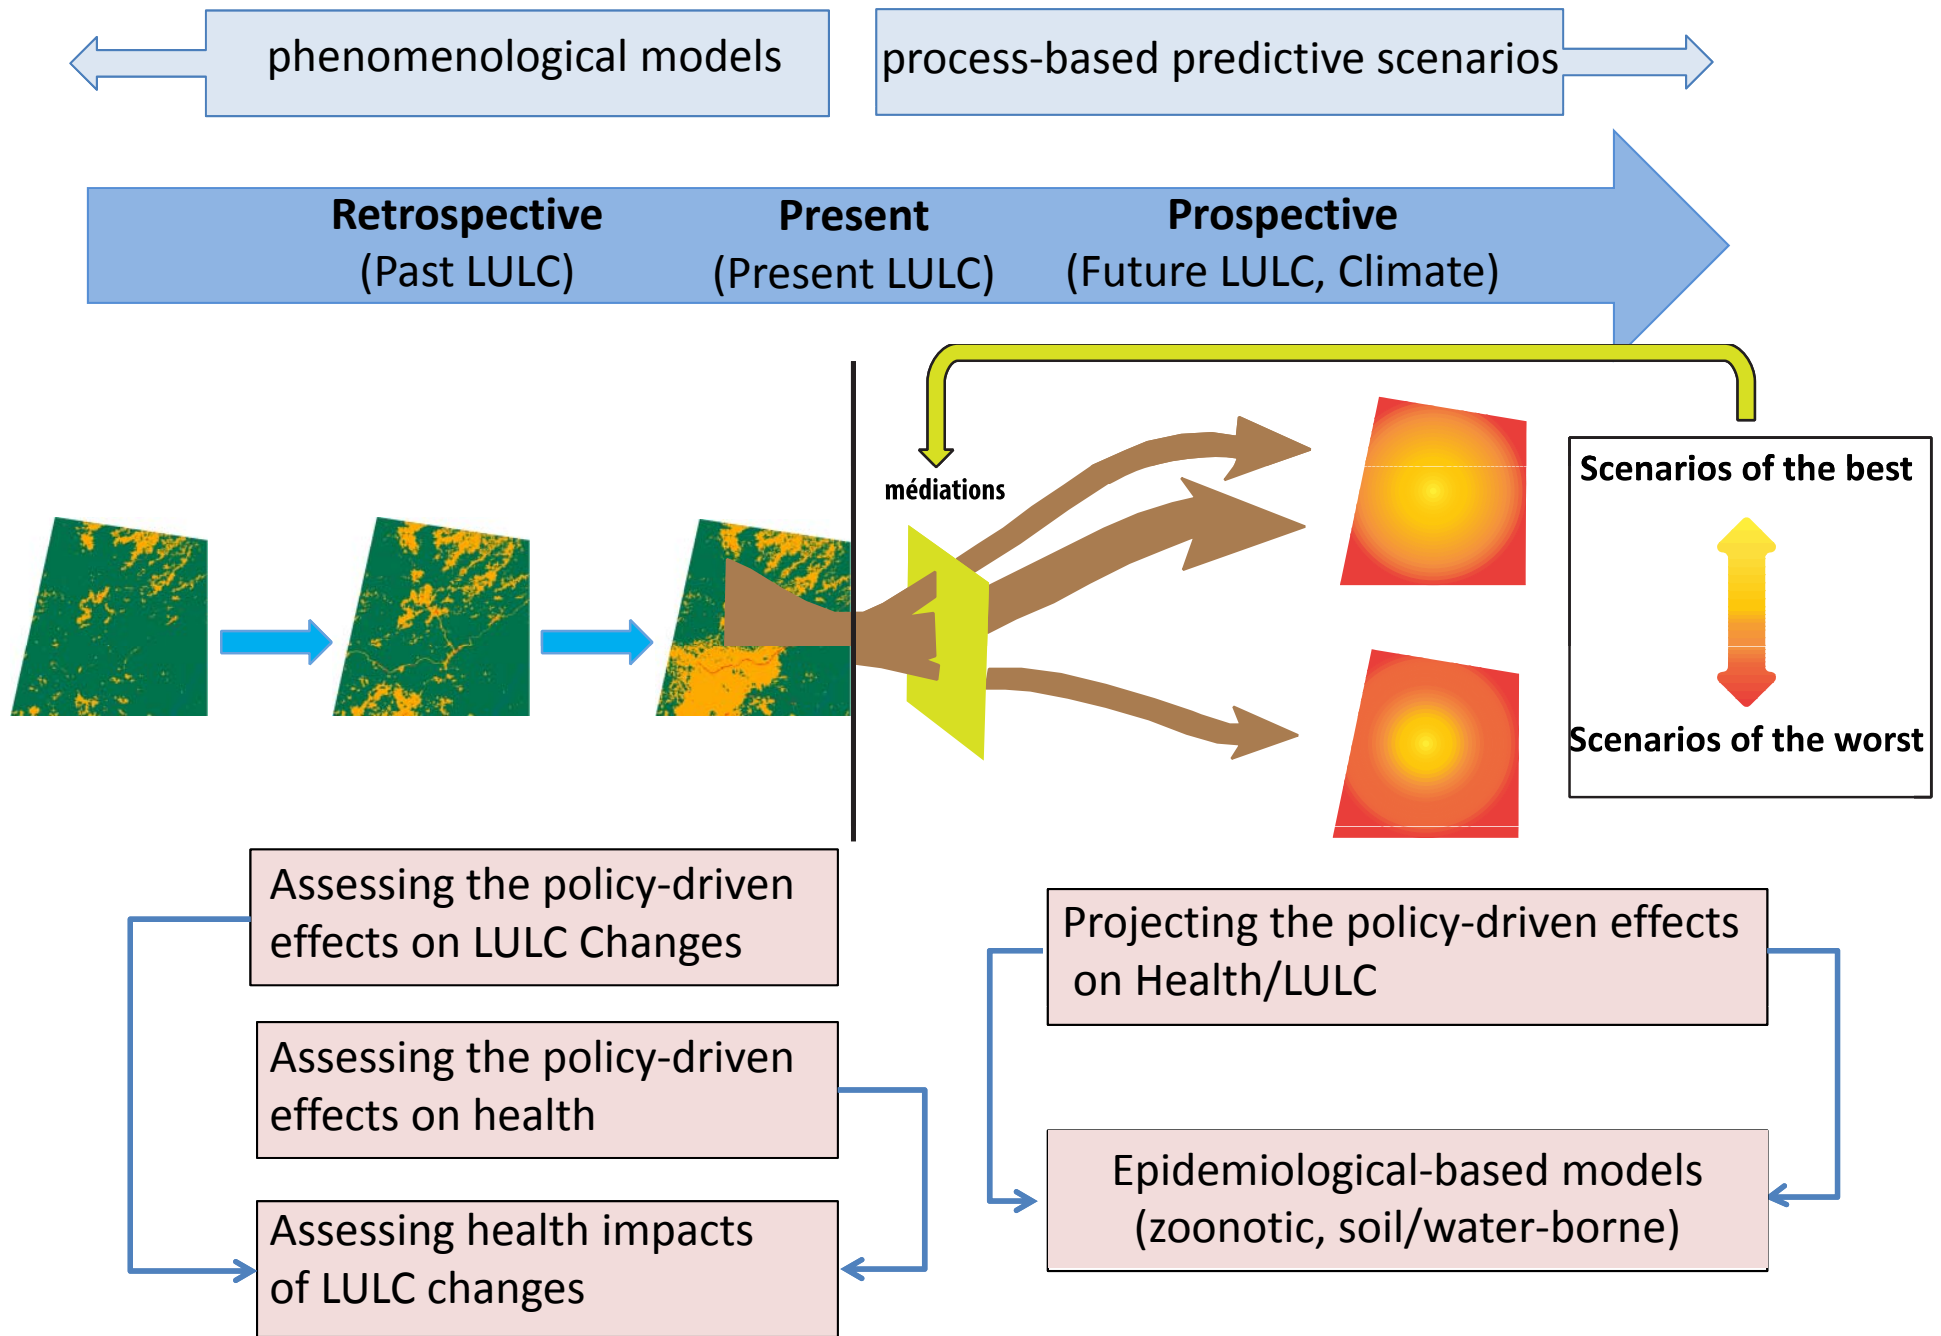 phenomenological models
process-based predictive scenarios
Retrospective
(Past LULC)
Present
(Present LULC)
Prospective
(Future LULC, Climate)
médiations
Scenarios of the best
Scenarios of the worst
Assessing the policy-driven
effects on LULC Changes
Assessing the policy-driven
effects on health
Assessing health impacts
of LULC changes
Projecting the policy-driven effects
on Health/LULC
Epidemiological-based models
(zoonotic, soil/water-borne)